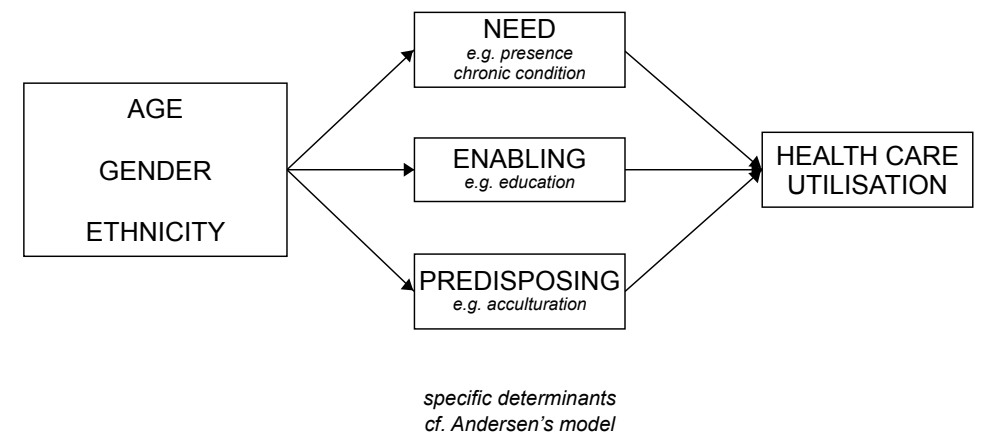 AGE
GENDER
ETHNICITY
NEED
e.g. presence
chronic condition
ENABLING
e.g. education
PREDISPOSING
e.g. acculturation
HEALTH CARE
UTILISATION
specific determinants
cf. Andersen's model